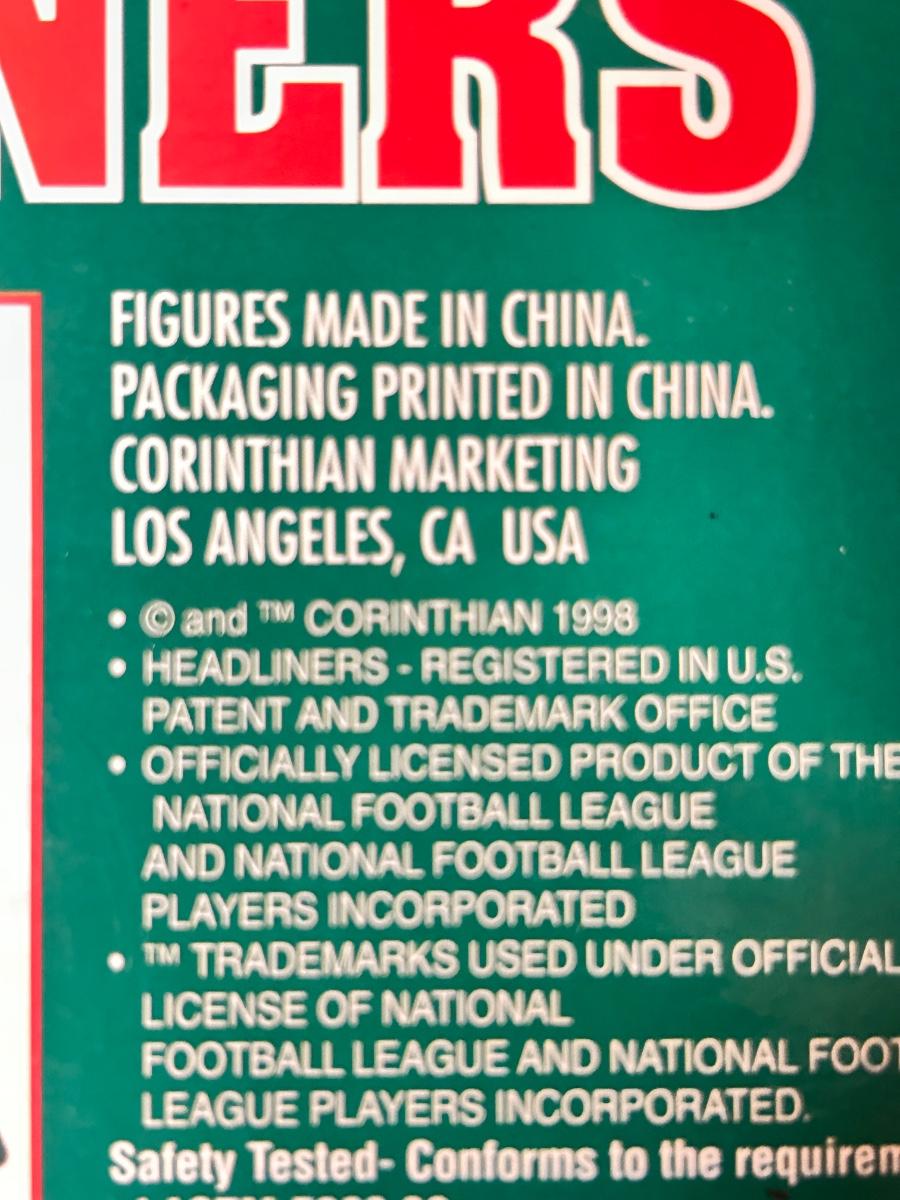 NERS
FIGURES MADE IN CHINA.
PACKAGING PRINTED IN CHINA.
CORINTHIAN MARKETING
LOS ANGELES, CA USA
• © and ™ CORINTHIAN 1998
• HEADLINERS - REGISTERED IN U.S.
PATENT AND TRADEMARK OFFICE
• OFFICIALLY LICENSED PRODUCT OF THE
NATIONAL FOOTBALL LEAGUE
AND NATIONAL FOOTBALL LEAGUE
PLAYERS INCORPORATED
• ™ TRADEMARKS USED UNDER OFFICIAL
LICENSE OF NATIONAL
FOOTBALL LEAGUE AND NATIONAL FOOT
LEAGUE PLAYERS INCORPORATED.
Safety Tested- Conforms to the requirem